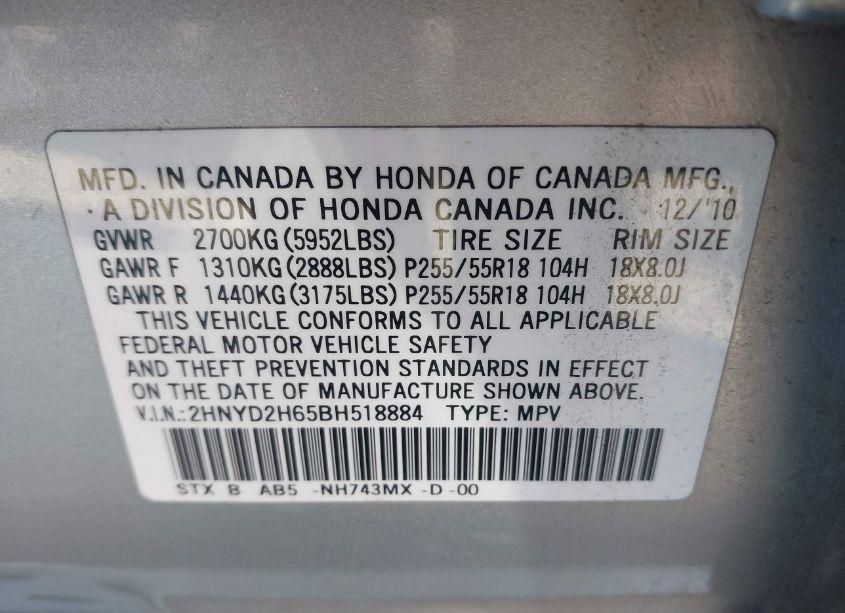 MFD. IN CANADA BY HONDA OF CANADA MFG.,
A DIVISION OF HONDA CANADA INC. 12/'10
GVWR 2700KG(5952LBS) TIRE SIZE RIM SIZE
GAWR F 1310KG(2888LBS) P255/55R18 104H 18X8.0J
GAWR R 1440KG(3175LBS) P255/55R18 104H 18X8.0J
THIS VEHICLE CONFORMS TO ALL APPLICABLE
FEDERAL MOTOR VEHICLE SAFETY
AND THEFT PREVENTION STANDARDS IN EFFECT
ON THE DATE OF MANUFACTURE SHOWN ABOVE.
V.I.N.:2HNYD2H65BH518884 TYPE: MPV
STX B AB5 -NH743MX -D -00